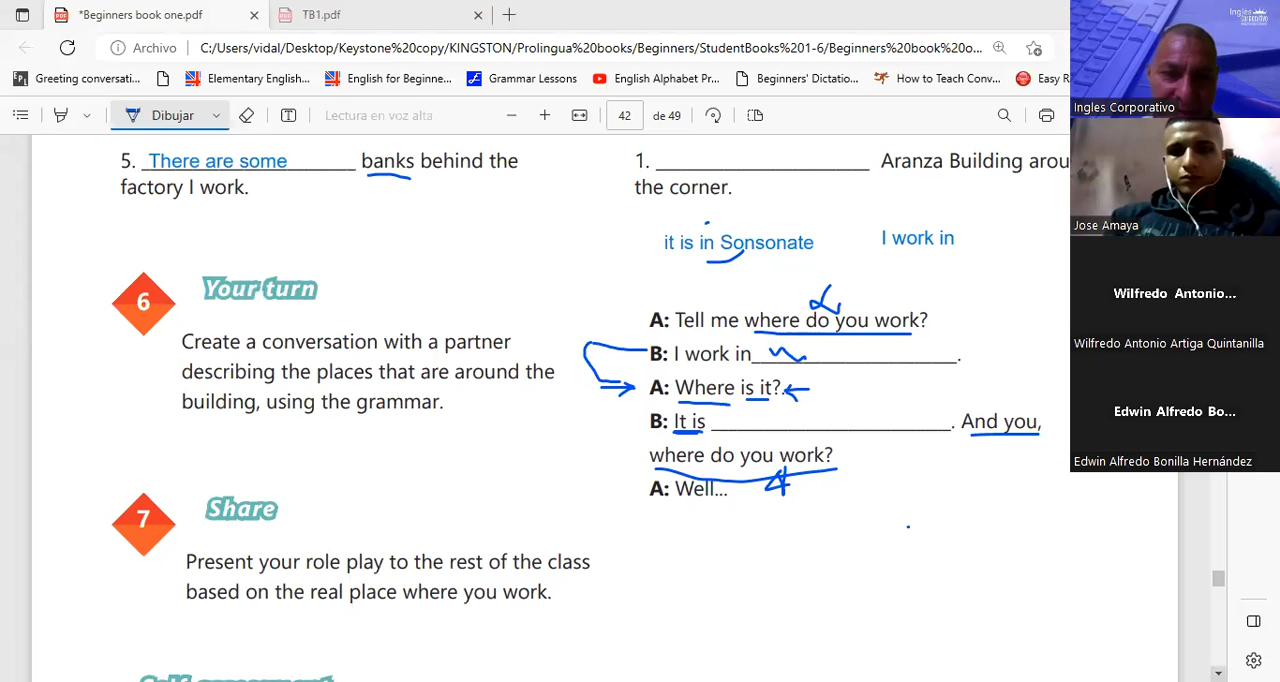 *Beginners book one.pdf
TB1.pdf
Archivo
C:/Users/vidal/Desktop/Keystone%20copy/KINGSTON/Prolingua%20books/Beginners/StudentBooks%201-6/Beginners%20book%20o...
Greeting conversati...
Elementary English...
English for Beginne...
Grammar Lessons
English Alphabet Pr...
Beginners' Dictatio...
How to Teach Conv...
Easy R
Dibujar
Lectura en voz alta
42
de 49
5. There are some banks behind the
factory I work.
6
Your turn
Create a conversation with a partner
describing the places that are around the
building, using the grammar.
7
Share
Present your role play to the rest of the class
based on the real place where you work.
Self-assessment
1. ____________________ Aranza Building arou
the corner.
it is in Sonsonate
I work in
A: Tell me where do you work?
B: I work in____________________.
A: Where is it?
B: It is ____________________. And you,
where do you work?
A: Well...
Ingles Corporativo
Jose Amaya
Wilfredo Antonio...
Wilfredo Antonio Artiga Quintanilla
Edwin Alfredo Bo...
Edwin Alfredo Bonilla Hernández